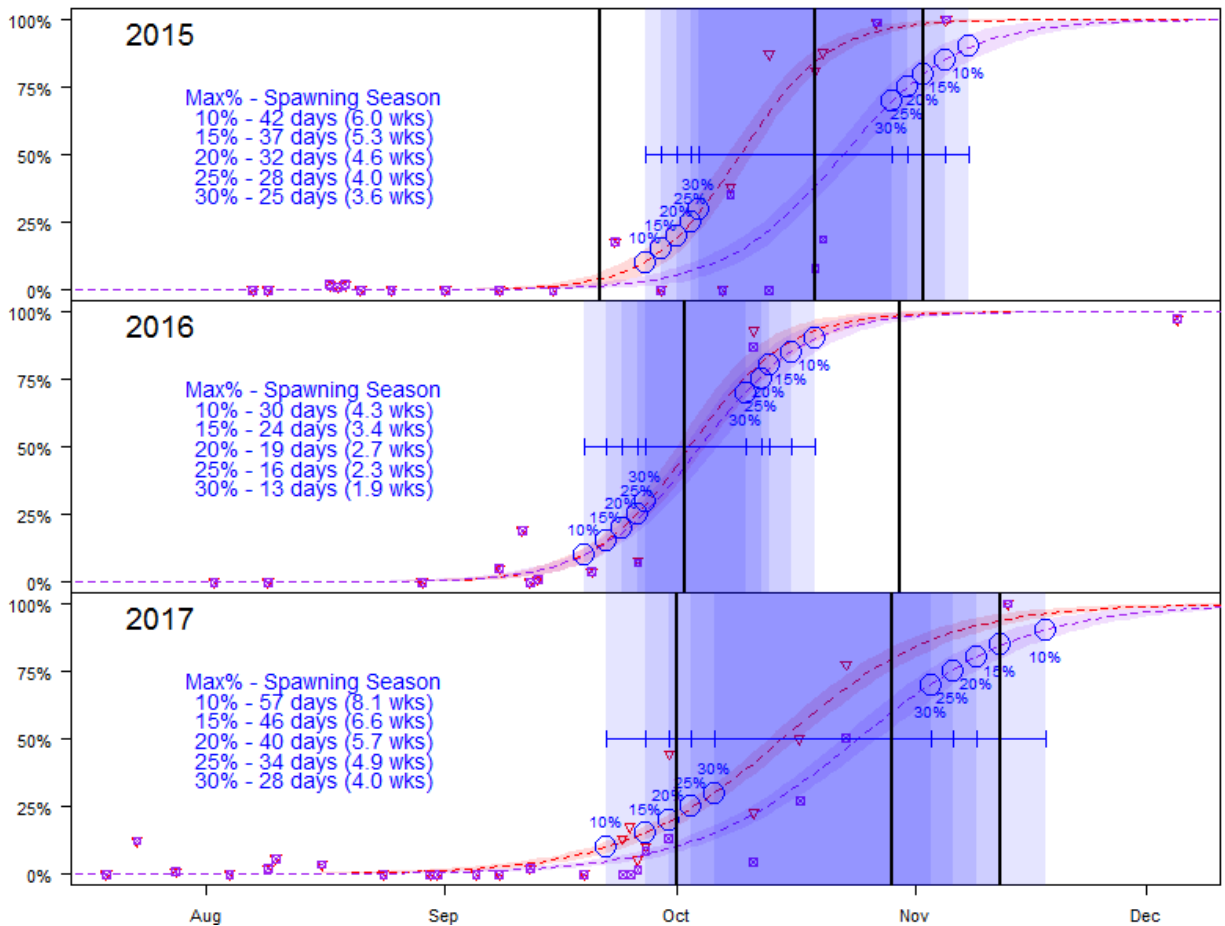 100%
75%
50%
25%
0%
2015
Max% - Spawning Season
10% - 42 days (6.0 wks)
15% - 37 days (5.3 wks)
20% - 32 days (4.6 wks)
25% - 28 days (4.0 wks)
30% - 25 days (3.6 wks)
10%
15%
20%
25%
30%
30%
25%
20%
15%
10%
100%
75%
50%
25%
0%
2016
Max% - Spawning Season
10% - 30 days (4.3 wks)
15% - 24 days (3.4 wks)
20% - 19 days (2.7 wks)
25% - 16 days (2.3 wks)
30% - 13 days (1.9 wks)
10%
15%
20%
25%
30%
30%
25%
20%
15%
10%
100%
75%
50%
25%
0%
2017
Max% - Spawning Season
10% - 57 days (8.1 wks)
15% - 46 days (6.6 wks)
20% - 40 days (5.7 wks)
25% - 34 days (4.9 wks)
30% - 28 days (4.0 wks)
10%
15%
20%
25%
30%
30%
25%
20%
15%
10%
Aug Sep Oct Nov Dec